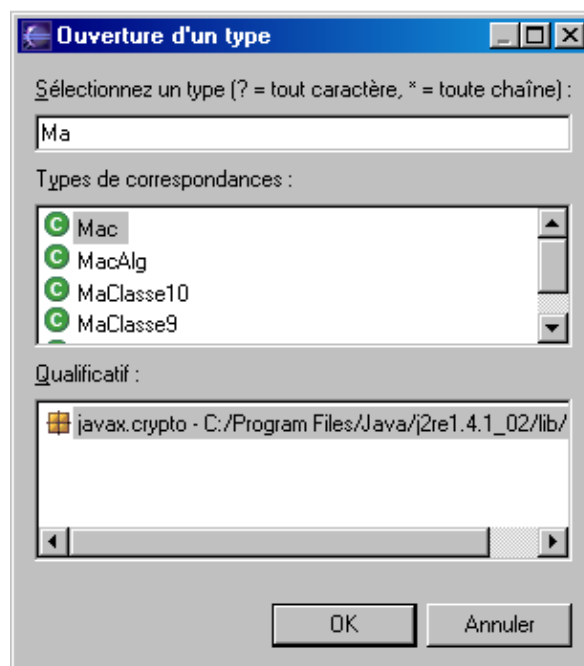 Ouverture d'un type
Sélectionnez un type (? = tout caractère, * = toute chaîne) :
Ma
Types de correspondances :
Mac
MacAlg
MaClasse10
MaClasse9
Qualificatif :
javax.crypto - C:/Program Files/Java/j2re1.4.1_02/lib/
OK Annuler